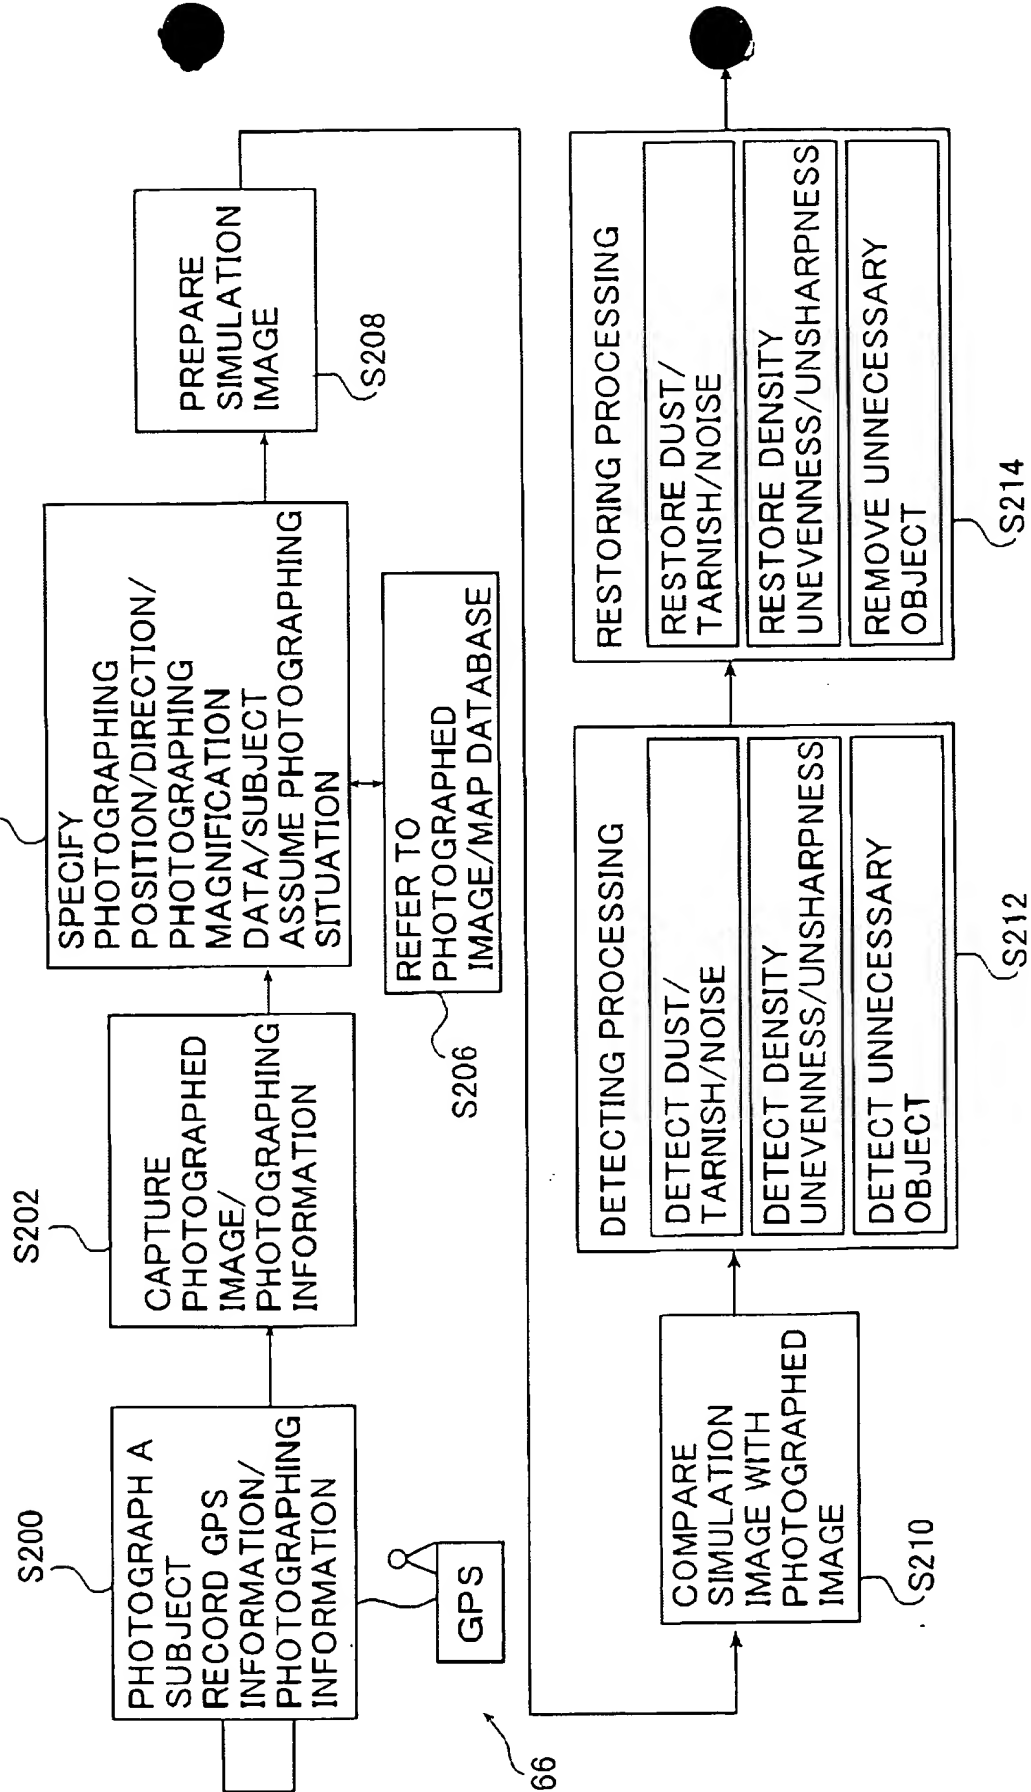 S200
PHOTOGRAPH A
SUBJECT
RECORD GPS
INFORMATION/
PHOTOGRAPHING
INFORMATION
GPS
66
S202
CAPTURE
PHOTOGRAPHED
IMAGE/
PHOTOGRAPHING
INFORMATION
SPECIFY
PHOTOGRAPHING
POSITION/DIRECTION/
PHOTOGRAPHING
MAGNIFICATION
DATA/SUBJECT
ASSUME PHOTOGRAPHING
SITUATION
REFER TO
PHOTOGRAPHED
IMAGE/MAP DATABASE
S206
PREPARE
SIMULATION
IMAGE
S208
COMPARE
SIMULATION
IMAGE WITH
PHOTOGRAPHED
IMAGE
S210
DETECTING PROCESSING
DETECT DUST/
TARNISH/NOISE
DETECT DENSITY
UNEVENNESS/UNSHARPNESS
DETECT UNNECESSARY
OBJECT
S212
RESTORING PROCESSING
RESTORE DUST/
TARNISH/NOISE
RESTORE DENSITY
UNEVENNESS/UNSHARPNESS
REMOVE UNNECESSARY
OBJECT
S214